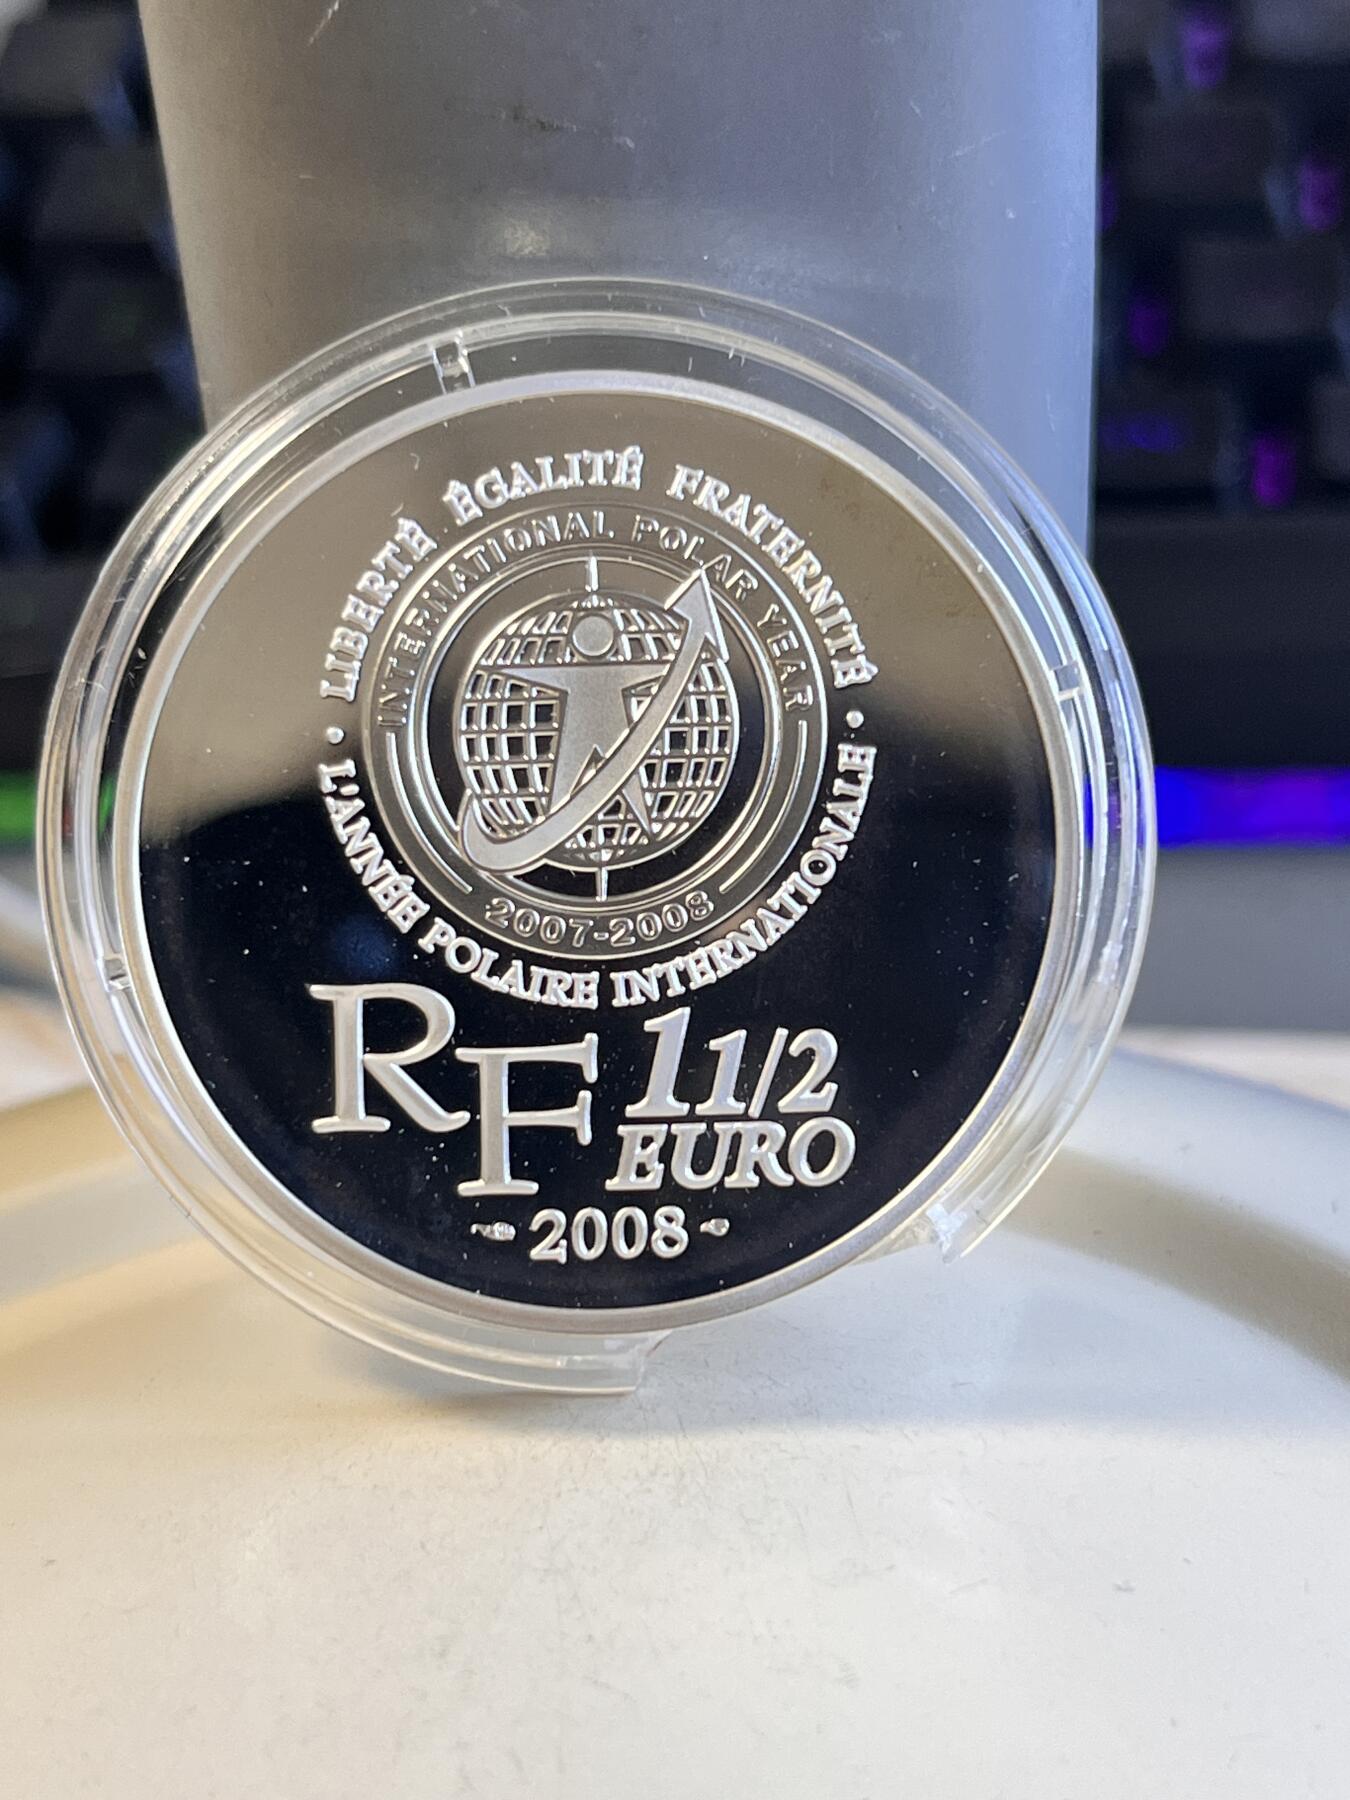 LIBERTÉ ÉGALITÉ FRATERNITÉ
INTERNATIONAL POLAR YEAR
2007-2008
L'ANNÉE POLAIRE INTERNATIONALE
RF
1 1/2
EURO
2008